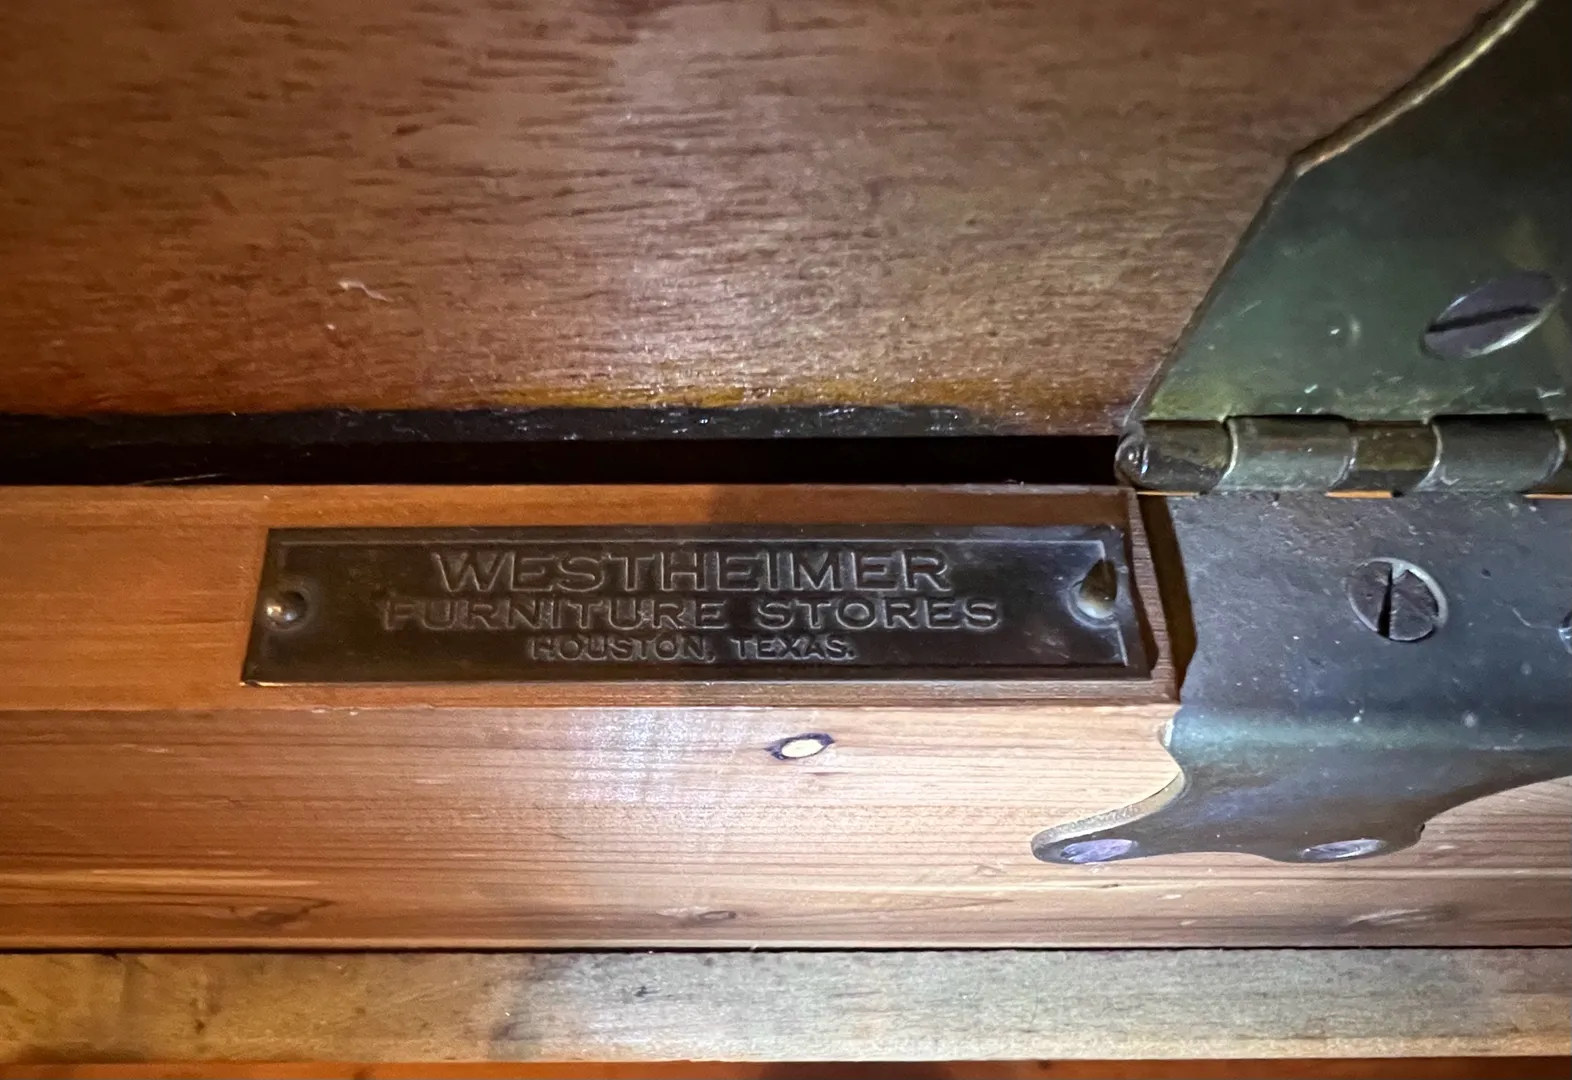 WESTHEIMER
FURNITURE STORES
HOUSTON, TEXAS.